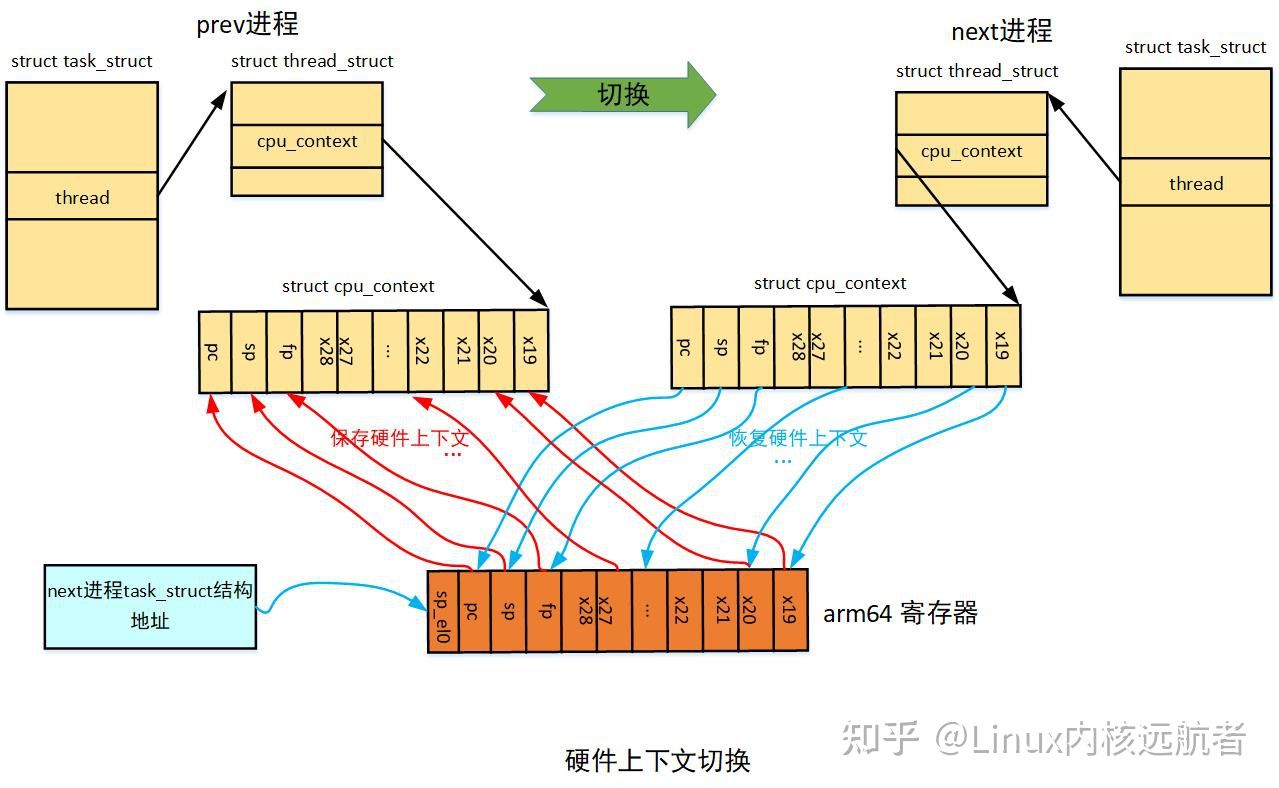 prev进程
next进程
struct task_struct
struct thread_struct
struct thread_struct
struct task_struct
切换
cpu_context
cpu_context
thread
thread
struct cpu_context
struct cpu_context
pc sp fp x28 x27 ... x22 x21 x20 x19
pc sp fp x28 x27 ... x22 x21 x20 x19
保存硬件上下文
...
恢复硬件上下文
...
next进程task_struct结构
地址
sp_el0 pc sp fp x28 x27 ... x22 x21 x20 x19
arm64 寄存器
知乎 @Linux内核远航者
硬件上下文切换